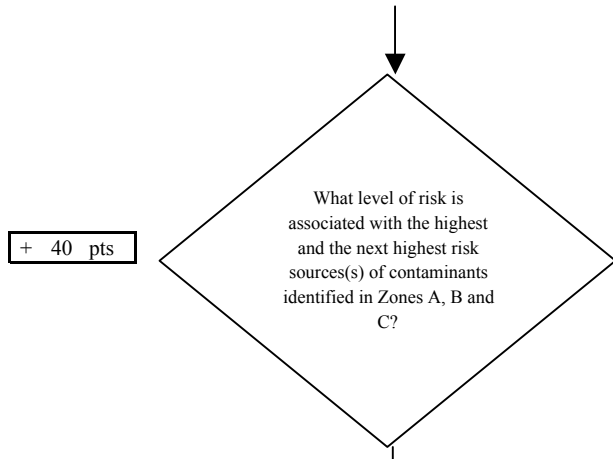 What level of risk is
associated with the highest
and the next highest risk
sources(s) of contaminants
identified in Zones A, B and
C?
+ 40 pts